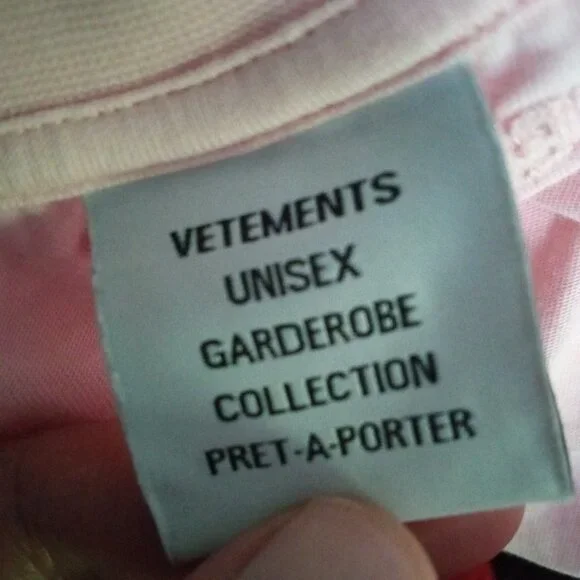 VETEMENTS
UNISEX
GARDEROBE
COLLECTION
PRET-A-PORTER